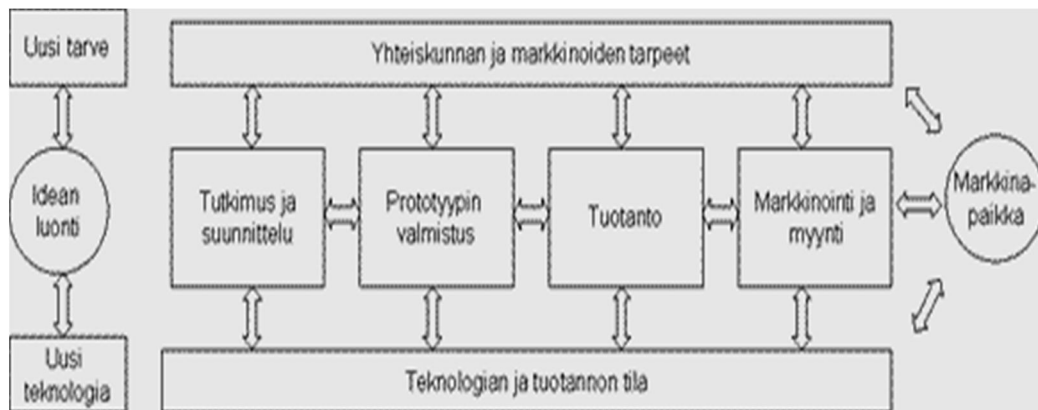 Uusi tarve
Yhteiskunnan ja markkinoiden tarpeet
Idean
luonti
Tutkimus ja
suunnittelu
Prototyypin
valmistus
Tuotanto
Markkinointi ja
myynti
Markkina-
paikka
Uusi
teknologia
Teknologian ja tuotannon tila